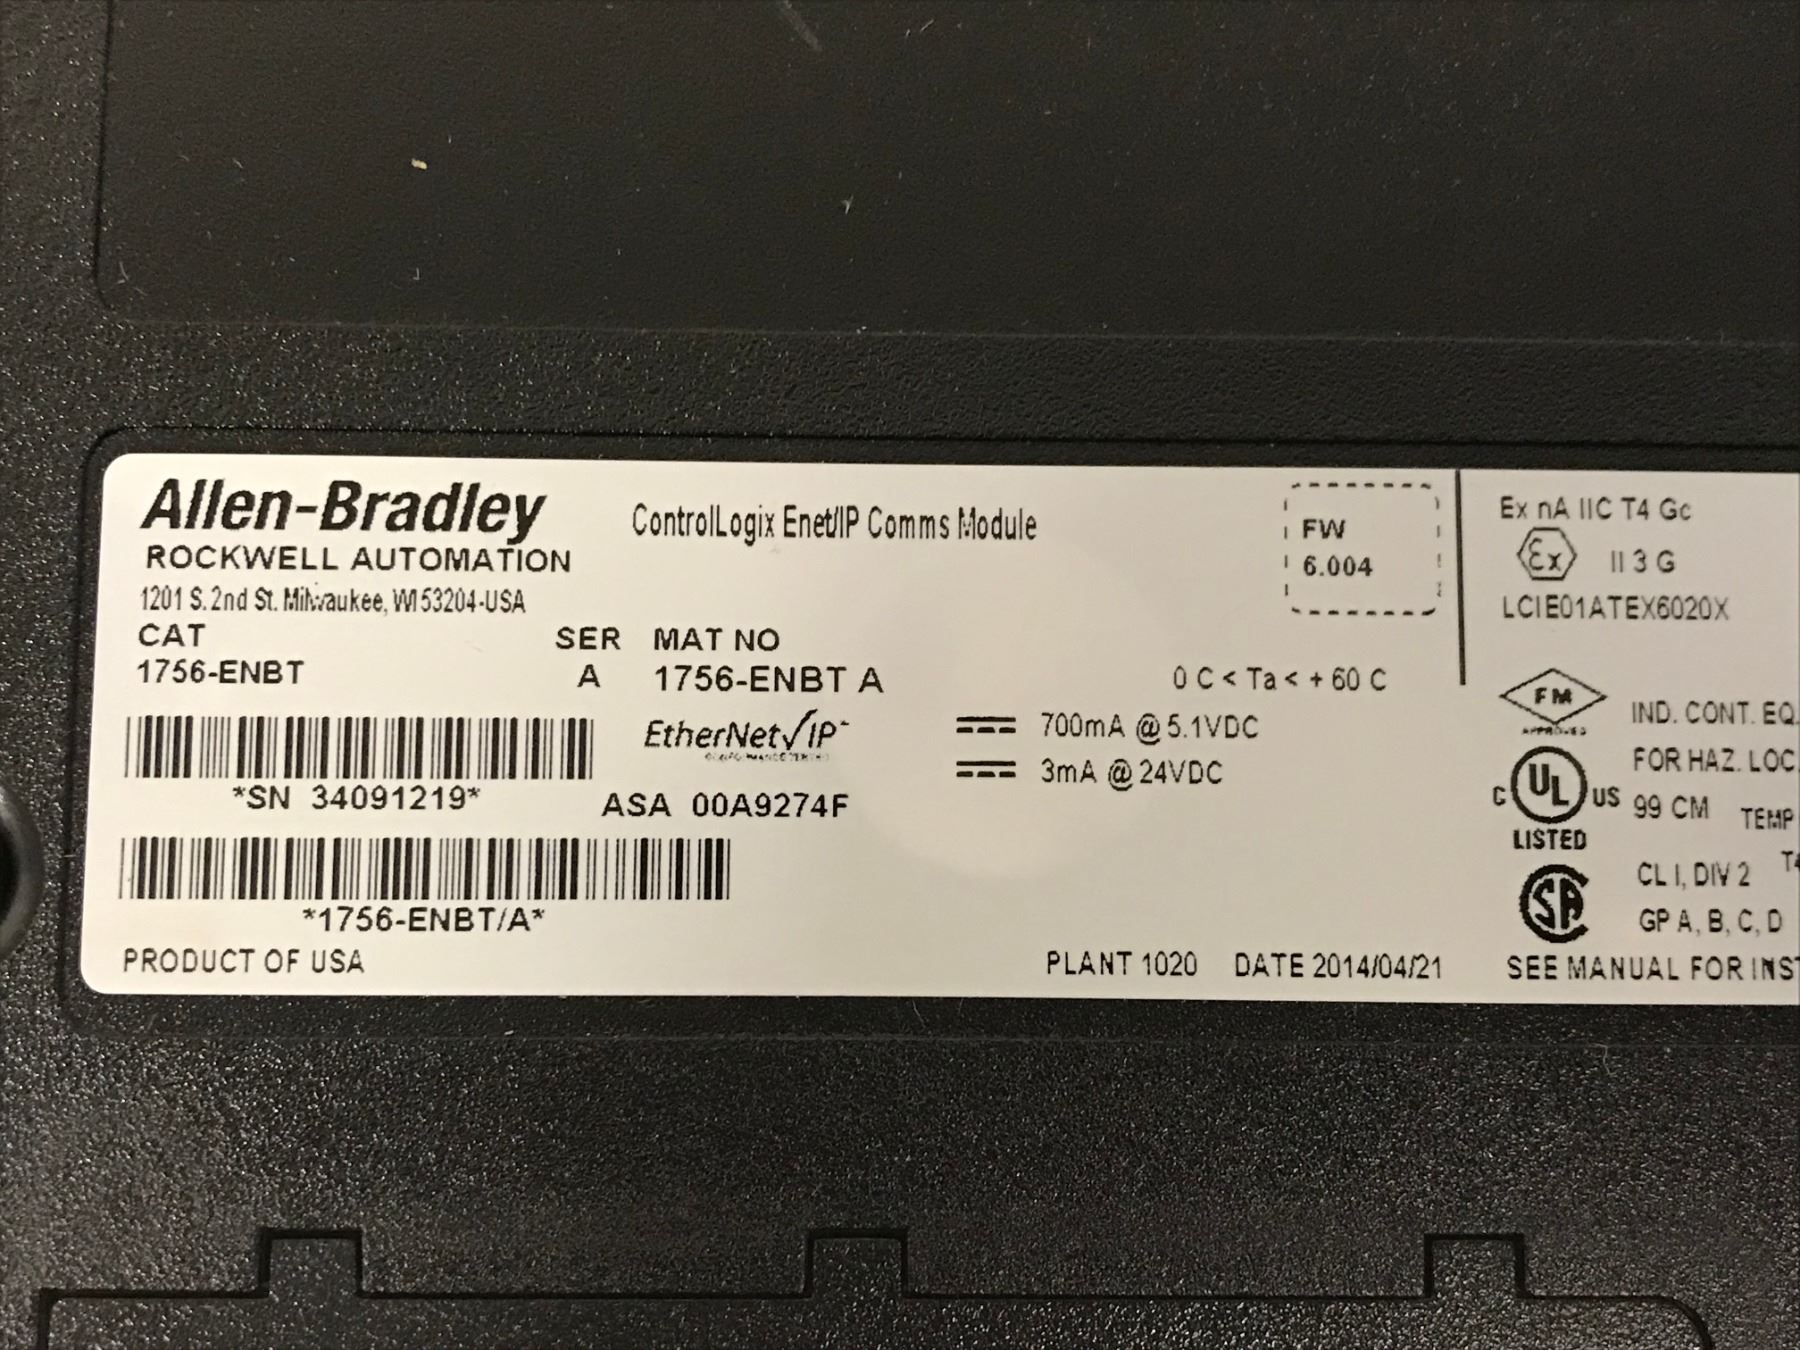 Allen-Bradley
ROCKWELL AUTOMATION
1201 S. 2nd St. Milwaukee, WI 53204-USA
ControlLogix Enet/IP Comms Module
FW
6.004
CAT
1756-ENBT
SER
A
MAT NO
1756-ENBT A
0 C < Ta < + 60 C
EtherNet/IP
700mA @ 5.1VDC
3mA @ 24VDC
*SN 34091219*
ASA 00A9274F
*1756-ENBT/A*
PRODUCT OF USA
PLANT 1020 DATE 2014/04/21
Ex nA IIC T4 Gc
Ex II 3 G
LCIE01ATEX6020X
FM
APPROVED
IND. CONT. EQ.
FOR HAZ. LOC.
C UL US
LISTED
99 CM TEMP
SA
CL I, DIV 2
GP A, B, C, D
SEE MANUAL FOR INST